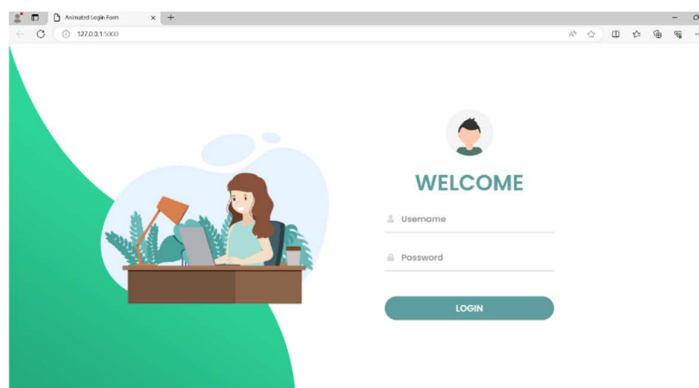 Animated Login Form
127.0.0.1:5000
WELCOME
Username
Password
LOGIN